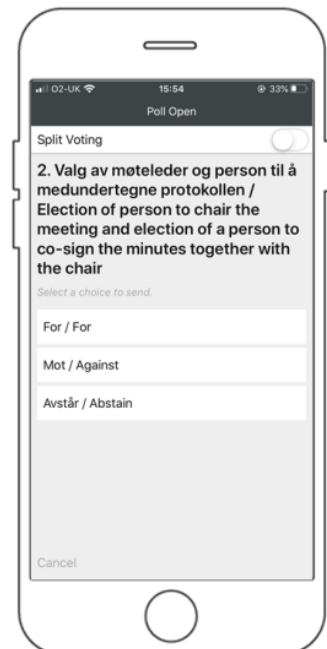 O2-UK 15:54 33%
Poll Open
Split Voting
2. Valg av møteleder og person til å
medundertegne protokollen /
Election of person to chair the
meeting and election of a person to
co-sign the minutes together with
the chair
Select a choice to send.
For / For
Mot / Against
Avstår / Abstain
Cancel